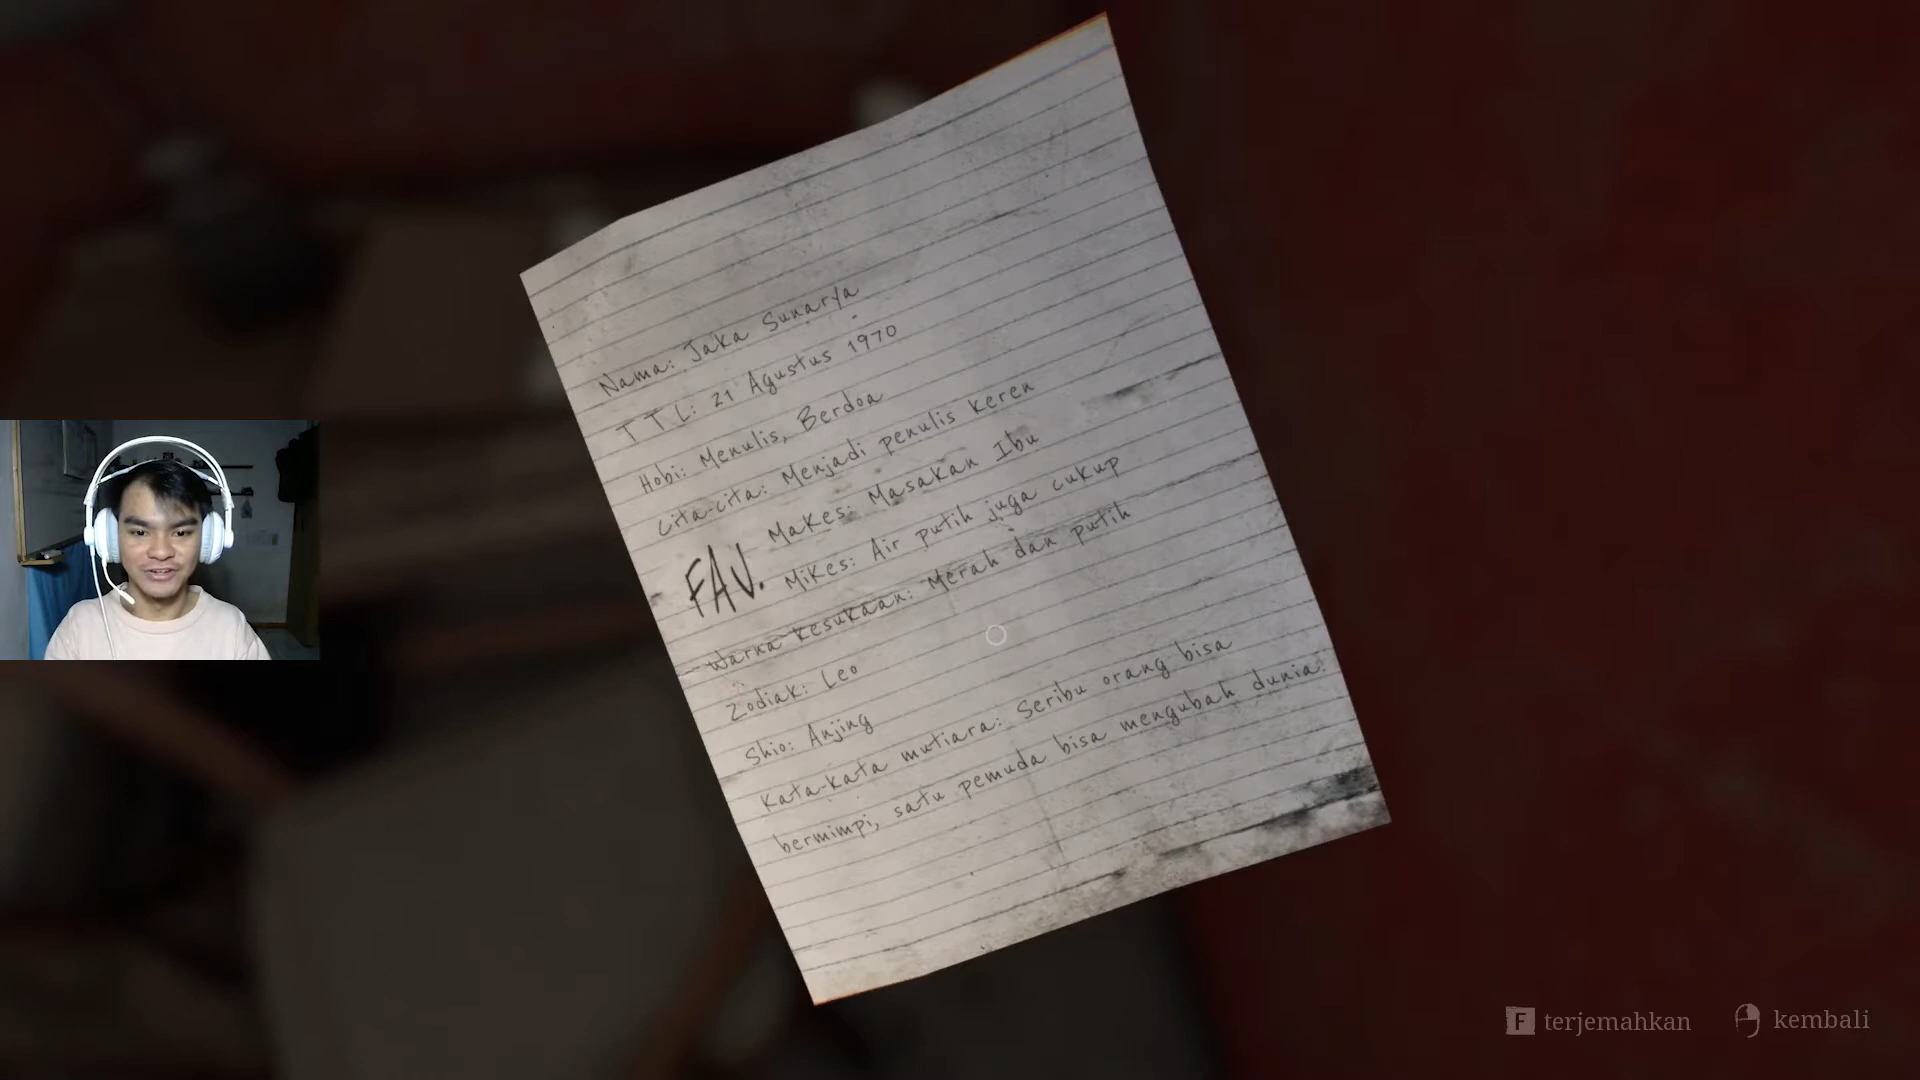 Nama: Jaka Sunarya
T T L: 21 Agustus 1970
Hobi: Menulis, Berdoa
Cita-cita: Menjadi penulis keren
FAV.
Makes: Masakan Ibu
Mikes: Air putih juga cukup
Warna kesukaan: Merah dan putih
Zodiak: Leo
Shio: Anjing
Kata-kata mutiara: Seribu orang bisa
bermimpi, satu pemuda bisa mengubah dunia.
F terjemahkan
kembali